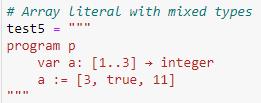 # Array literal with mixed types
test5 = """
program p
    var a: [1..3] → integer
    a := [3, true, 11]
"""